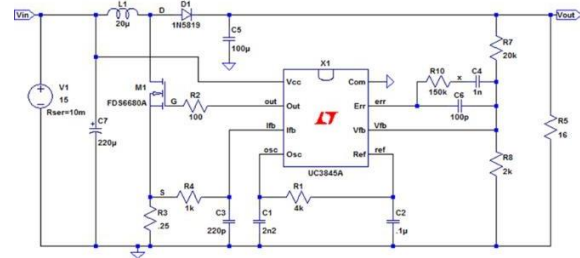 Vin
L1
20µ
D
D1
1N5819
Vout
C5
100µ
R7
20k
X1
V1
15
Rser=10m
M1
FDS6680A
G
R2
100
out
Vcc
Com
R10
150k
x
C4
1n
Out
Err
err
C6
100p
C7
220µ
Ifb
Ifb
Vfb
Vfb
R5
16
osc
Osc
Ref
ref
UC3845A
R8
2k
S
R4
1k
R1
4k
R3
.25
C3
220p
C1
2n2
C2
.1µ